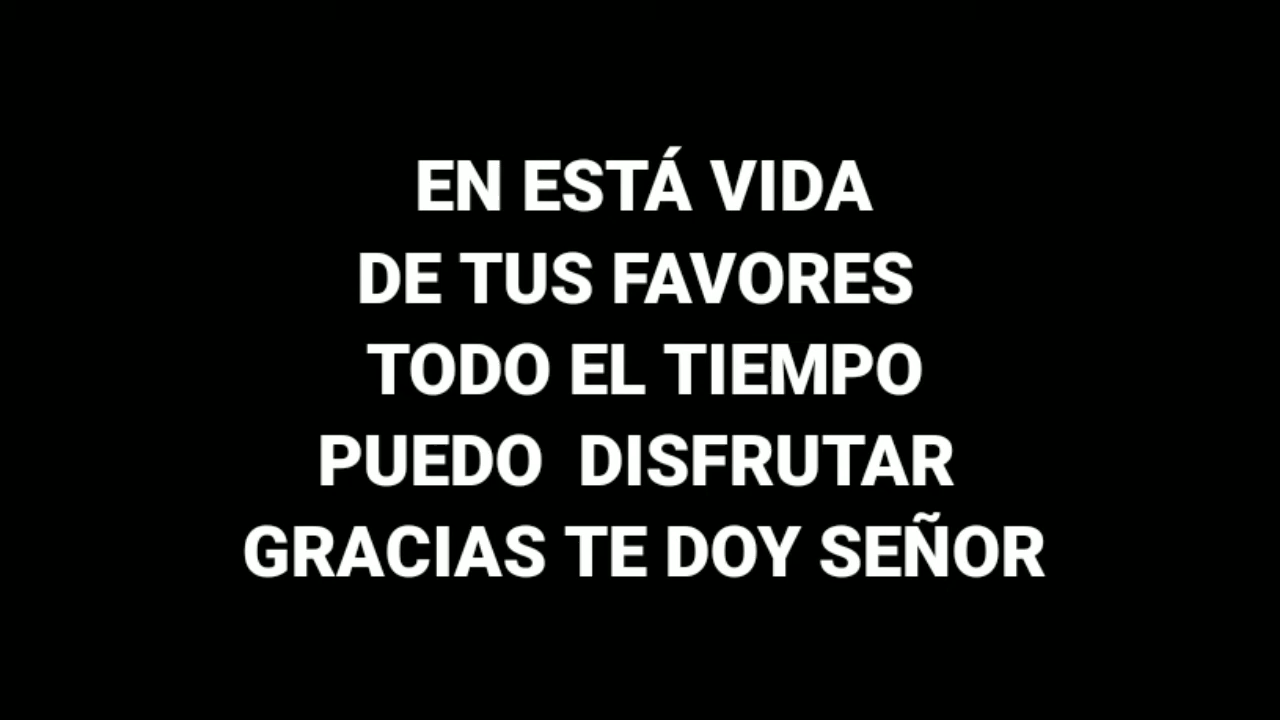 EN ESTÁ VIDA
DE TUS FAVORES
TODO EL TIEMPO
PUEDO  DISFRUTAR
GRACIAS TE DOY SEÑOR